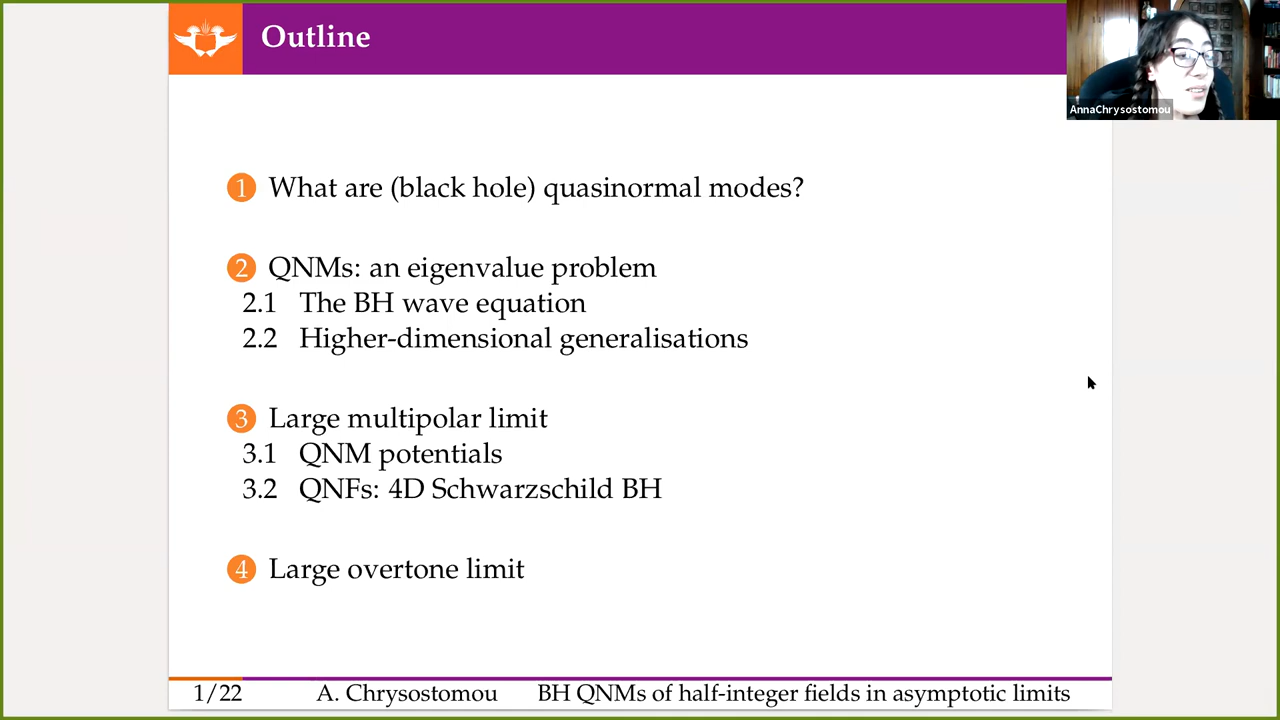 Outline
AnnaChrysostomou
1 What are (black hole) quasinormal modes?
2 QNMs: an eigenvalue problem
2.1 The BH wave equation
2.2 Higher-dimensional generalisations
3 Large multipolar limit
3.1 QNM potentials
3.2 QNFs: 4D Schwarzschild BH
4 Large overtone limit
1/22 A. Chrysostomou BH QNMs of half-integer fields in asymptotic limits